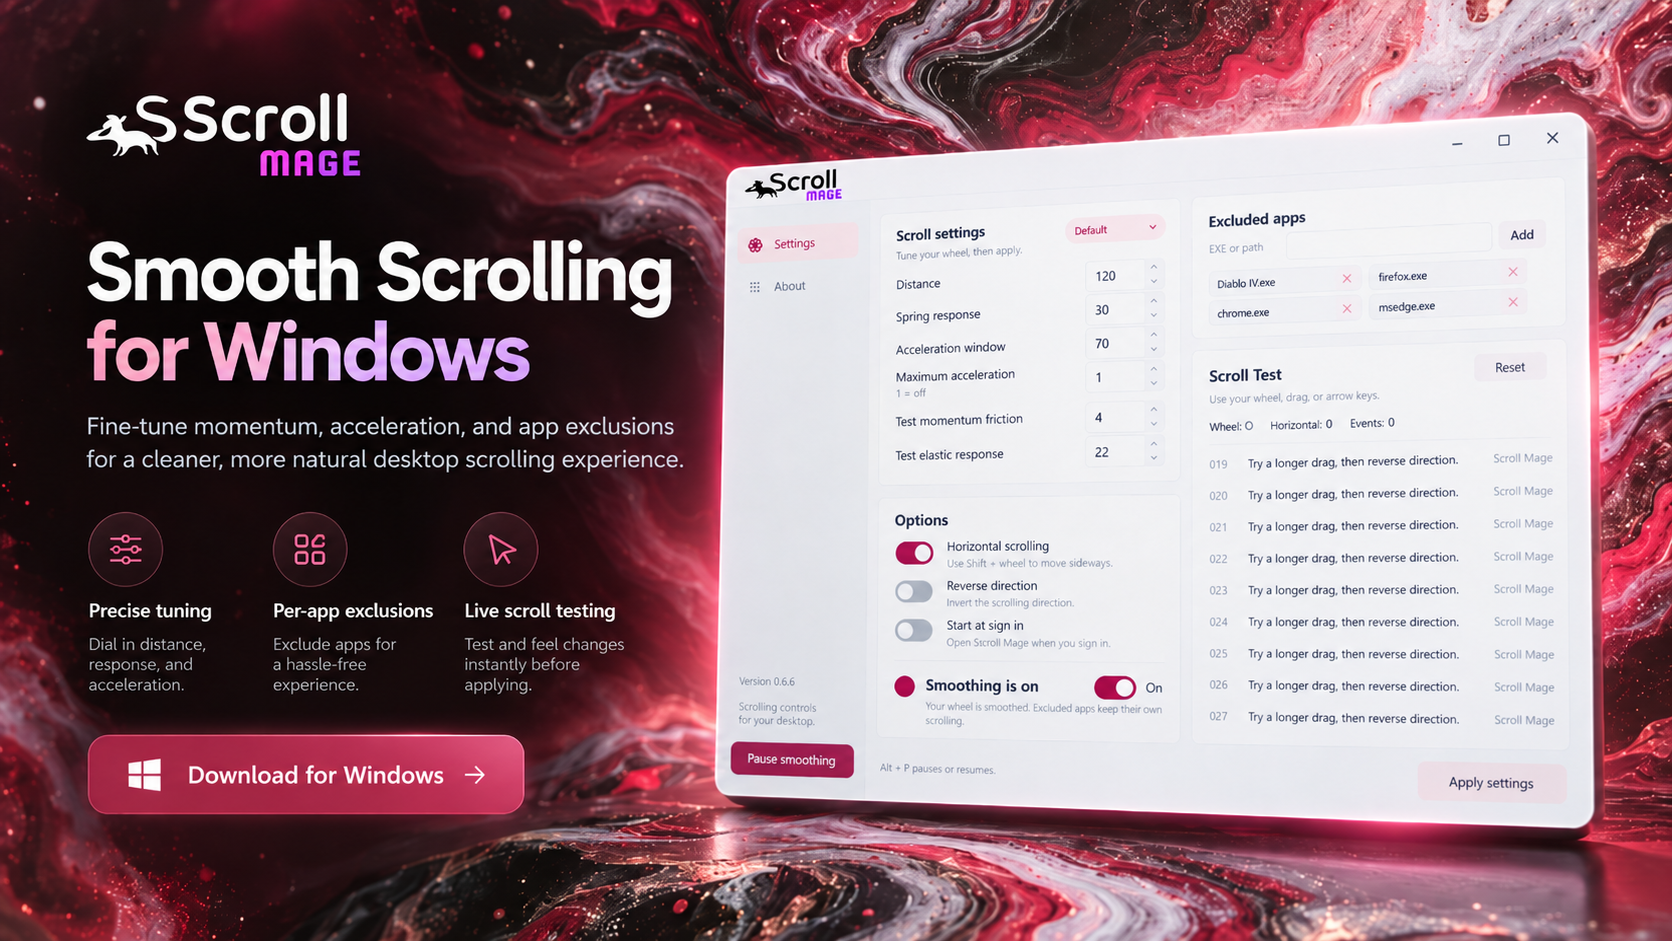 SScroll
MAGE
Smooth Scrolling
for Windows
Fine-tune momentum, acceleration, and app exclusions
for a cleaner, more natural desktop scrolling experience.
Precise tuning
Dial in distance,
response, and
acceleration.
Per-app exclusions
Exclude apps for
a hassle-free
experience.
Live scroll testing
Test and feel changes
instantly before
applying.
Download for Windows
Scroll
MAGE
Settings
About
Version 0.6.6
Scrolling controls
for your desktop.
Pause smoothing
Scroll settings
Default
Tune your wheel, then apply.
Distance 120
Spring response 30
Acceleration window 70
Maximum acceleration 1
1 = off
Test momentum friction 4
Test elastic response 22
Options
Horizontal scrolling
Use Shift + wheel to move sideways.
Reverse direction
Invert the scrolling direction.
Start at sign in
Open Scroll Mage when you sign in.
Smoothing is on On
Your wheel is smoothed. Excluded apps keep their own
scrolling.
Alt + P pauses or resumes.
Excluded apps
EXE or path Add
Diablo IV.exe firefox.exe
chrome.exe msedge.exe
Scroll Test Reset
Use your wheel, drag, or arrow keys.
Wheel: 0 Horizontal: 0 Events: 0
019 Try a longer drag, then reverse direction. Scroll Mage
020 Try a longer drag, then reverse direction. Scroll Mage
021 Try a longer drag, then reverse direction. Scroll Mage
022 Try a longer drag, then reverse direction. Scroll Mage
023 Try a longer drag, then reverse direction. Scroll Mage
024 Try a longer drag, then reverse direction. Scroll Mage
025 Try a longer drag, then reverse direction. Scroll Mage
026 Try a longer drag, then reverse direction. Scroll Mage
027 Try a longer drag, then reverse direction. Scroll Mage
Apply settings